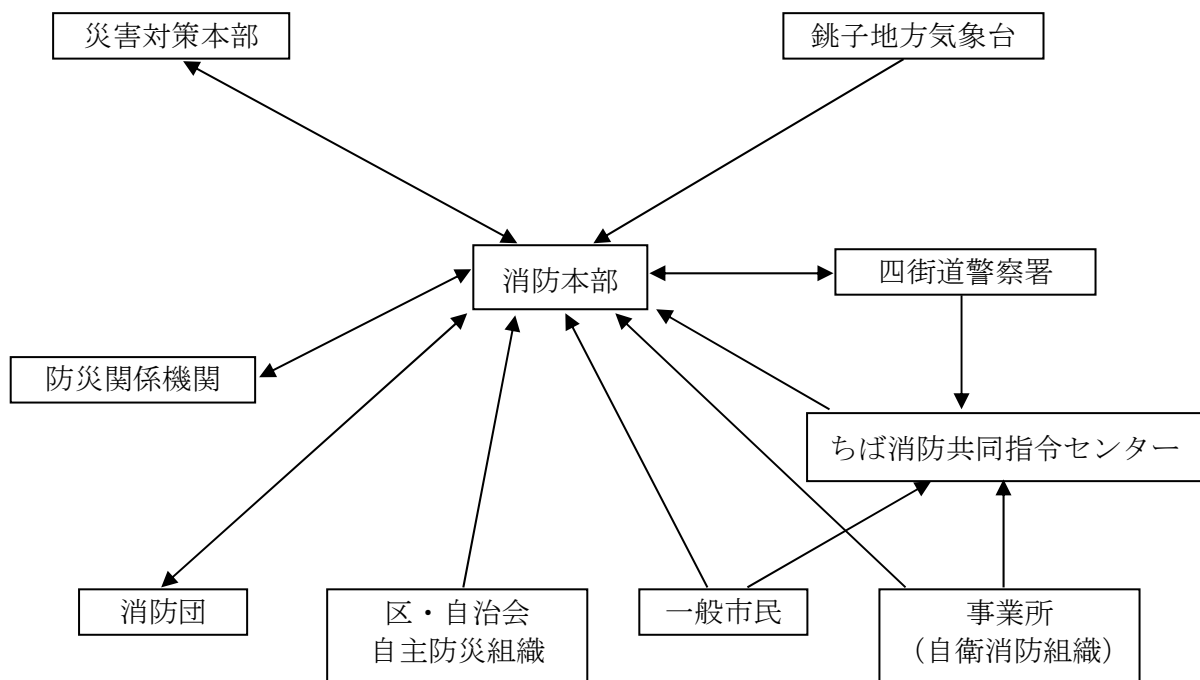 災害対策本部
銚子地方気象台
消防本部
四街道警察署
防災関係機関
ちば消防共同指令センター
消防団
区・自治会
自主防災組織
一般市民
事業所
（自衛消防組織）